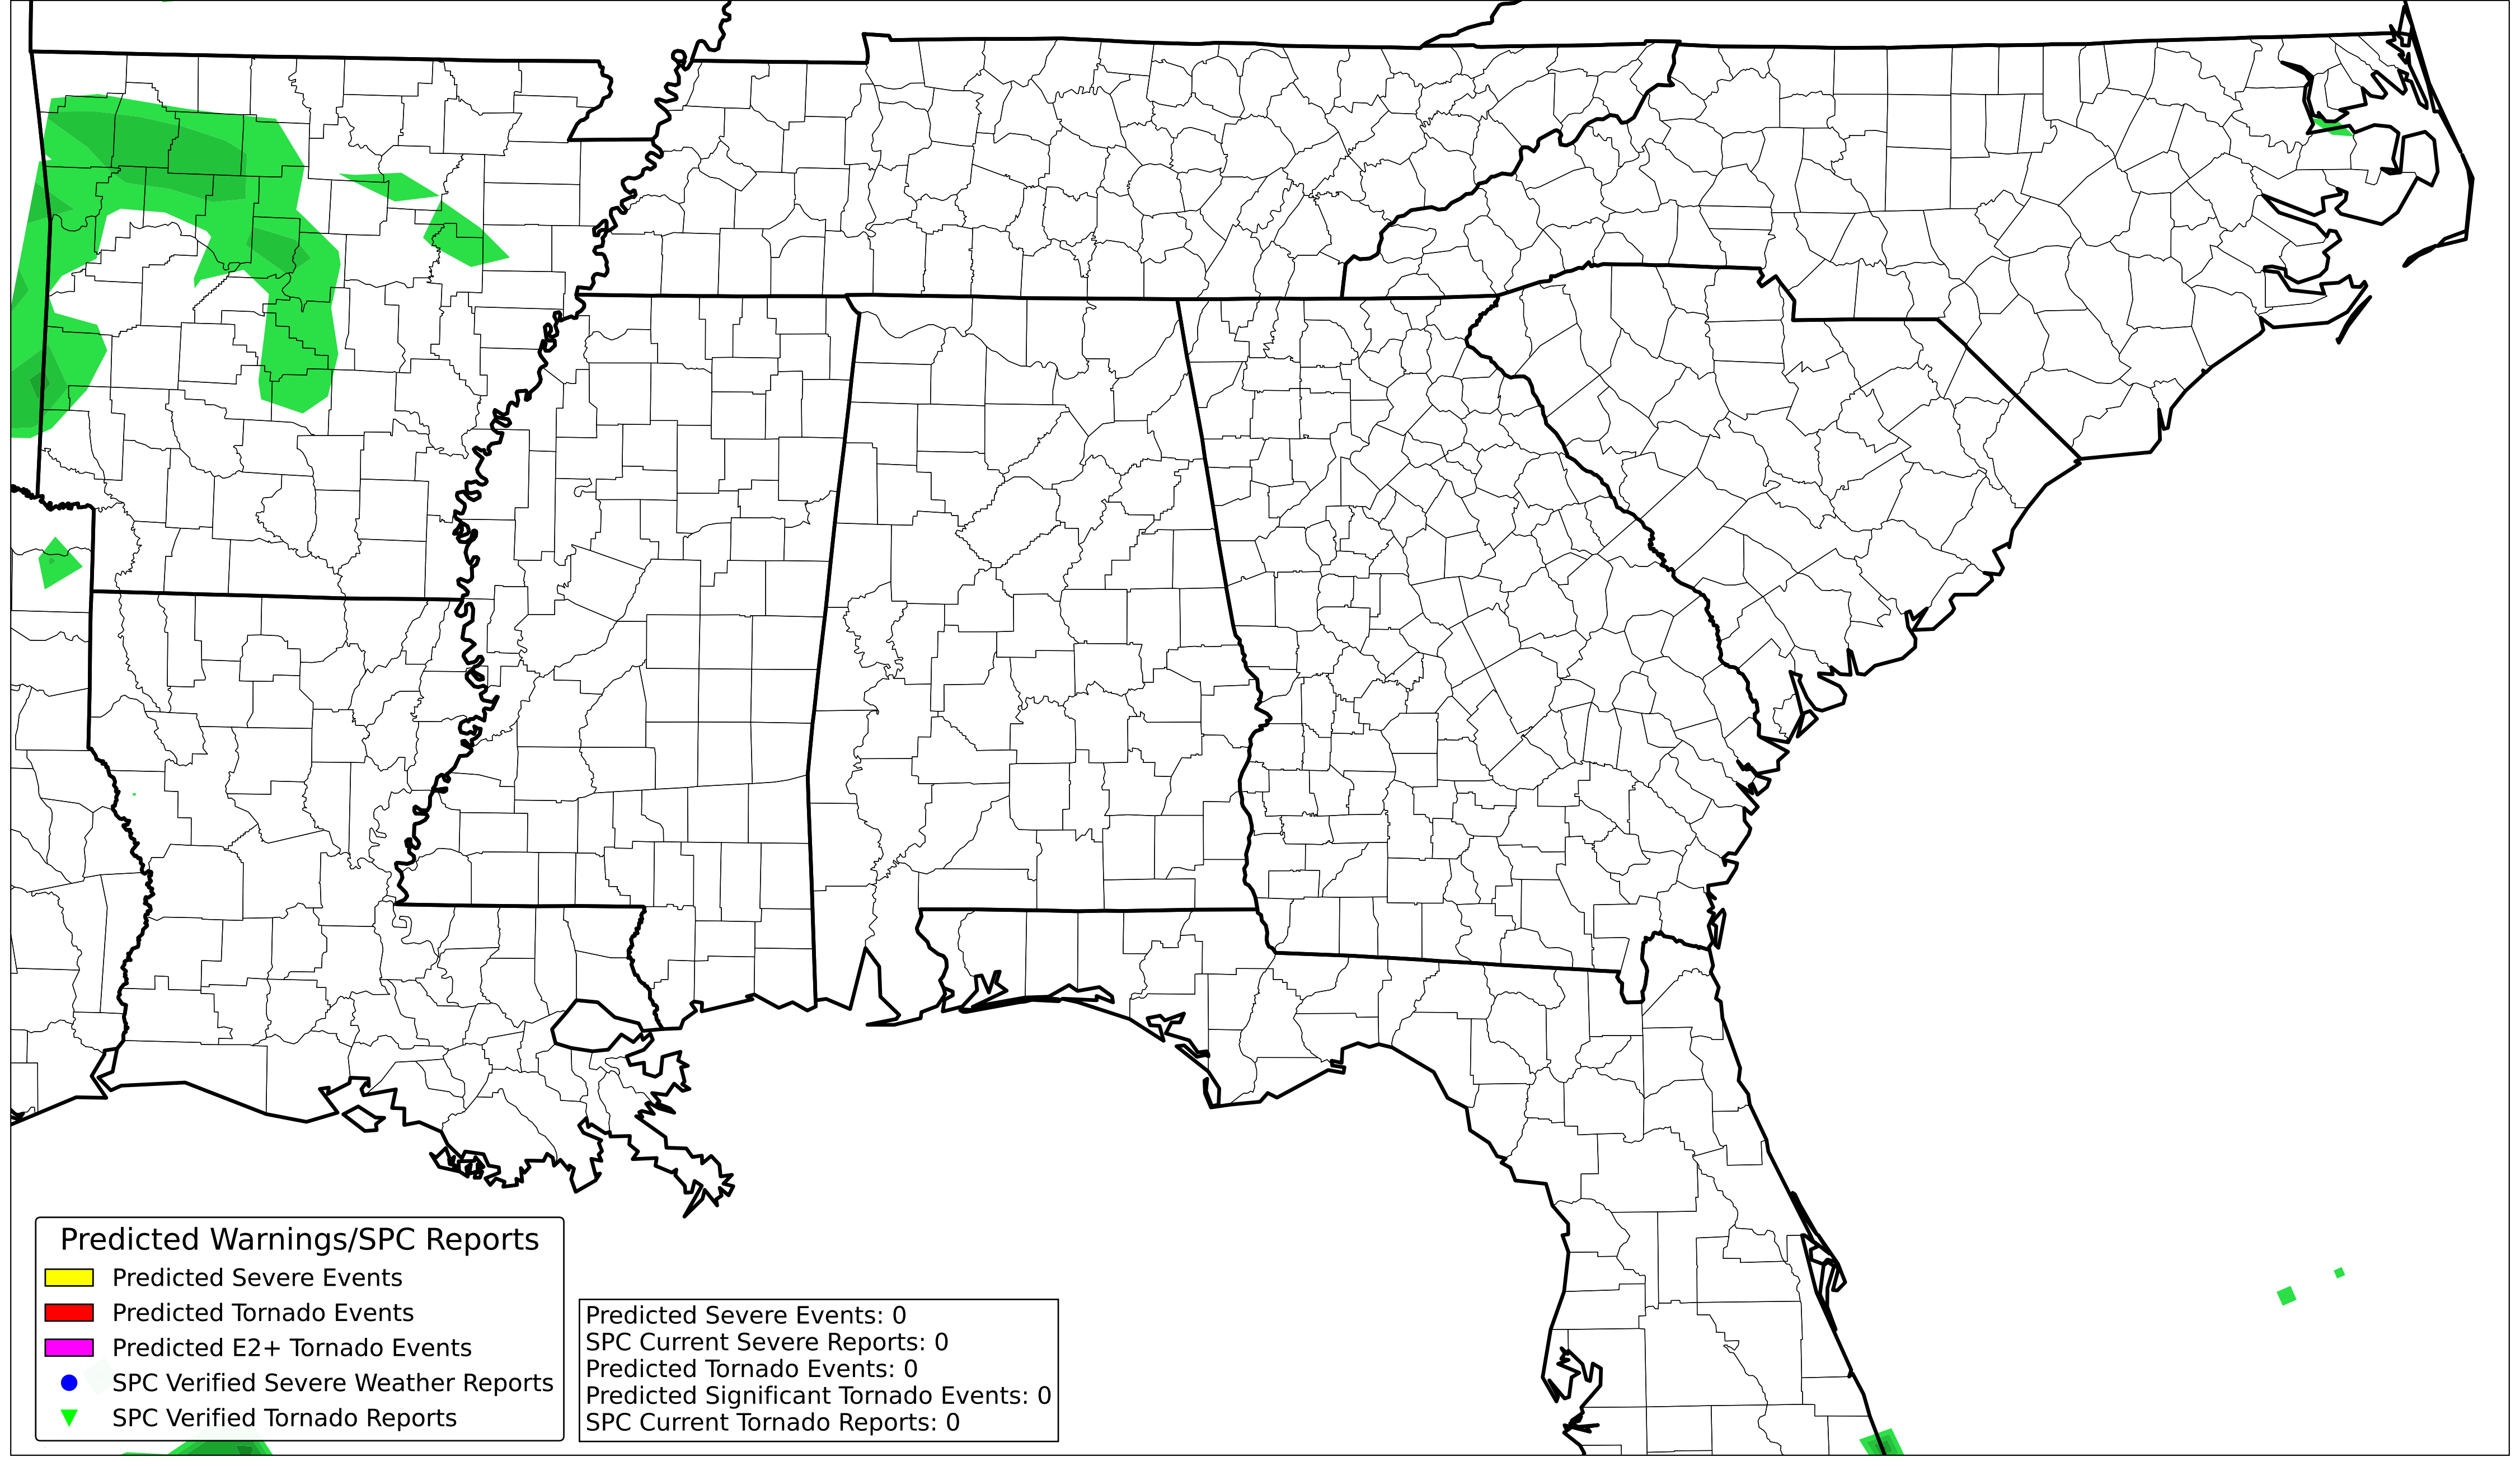 Predicted Warnings/SPC Reports
Predicted Severe Events
Predicted Tornado Events
Predicted E2+ Tornado Events
SPC Verified Severe Weather Reports
SPC Verified Tornado Reports
Predicted Severe Events: 0
SPC Current Severe Reports: 0
Predicted Tornado Events: 0
Predicted Significant Tornado Events: 0
SPC Current Tornado Reports: 0